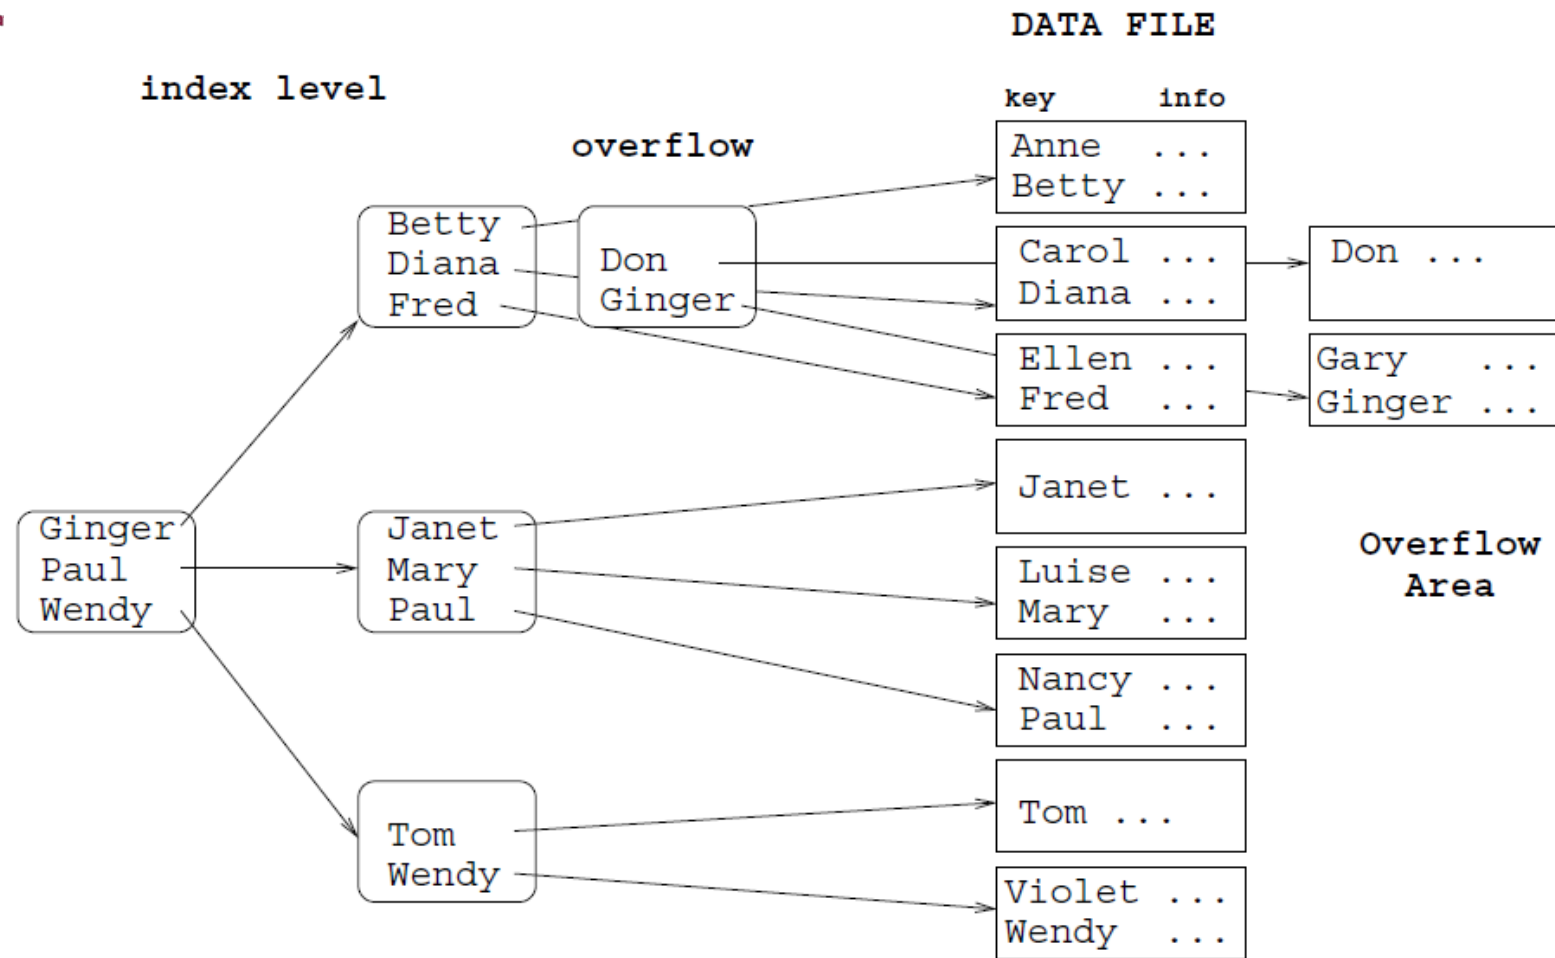 DATA FILE
index level
key info
overflow
Anne ...
Betty ...
Betty
Diana
Fred
Don
Ginger
Carol ...
Diana ...
Don ...
Ellen ...
Fred ...
Gary ...
Ginger ...
Ginger
Paul
Wendy
Janet
Mary
Paul
Janet ...
Luise ...
Mary ...
Overflow
Area
Nancy ...
Paul ...
Tom
Wendy
Tom ...
Violet ...
Wendy ...